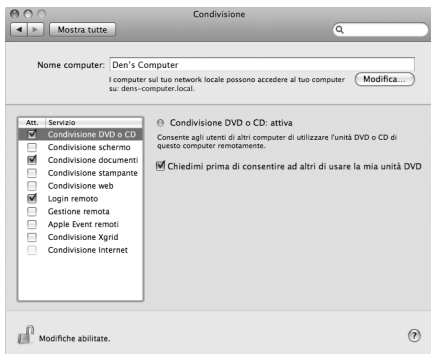 Condivisione
Mostra tutte
Nome computer: Den's Computer
I computer sul tuo network locale possono accedere al tuo computer
su: dens-computer.local.
Modifica...
Att. Servizio
Condivisione DVD o CD
Condivisione schermo
Condivisione documenti
Condivisione stampante
Condivisione web
Login remoto
Gestione remota
Apple Event remoti
Condivisione Xgrid
Condivisione Internet
Condivisione DVD o CD: attiva
Consente agli utenti di altri computer di utilizzare l'unità DVD o CD di
questo computer remotamente.
Chiedimi prima di consentire ad altri di usare la mia unità DVD
Modifiche abilitate.
?